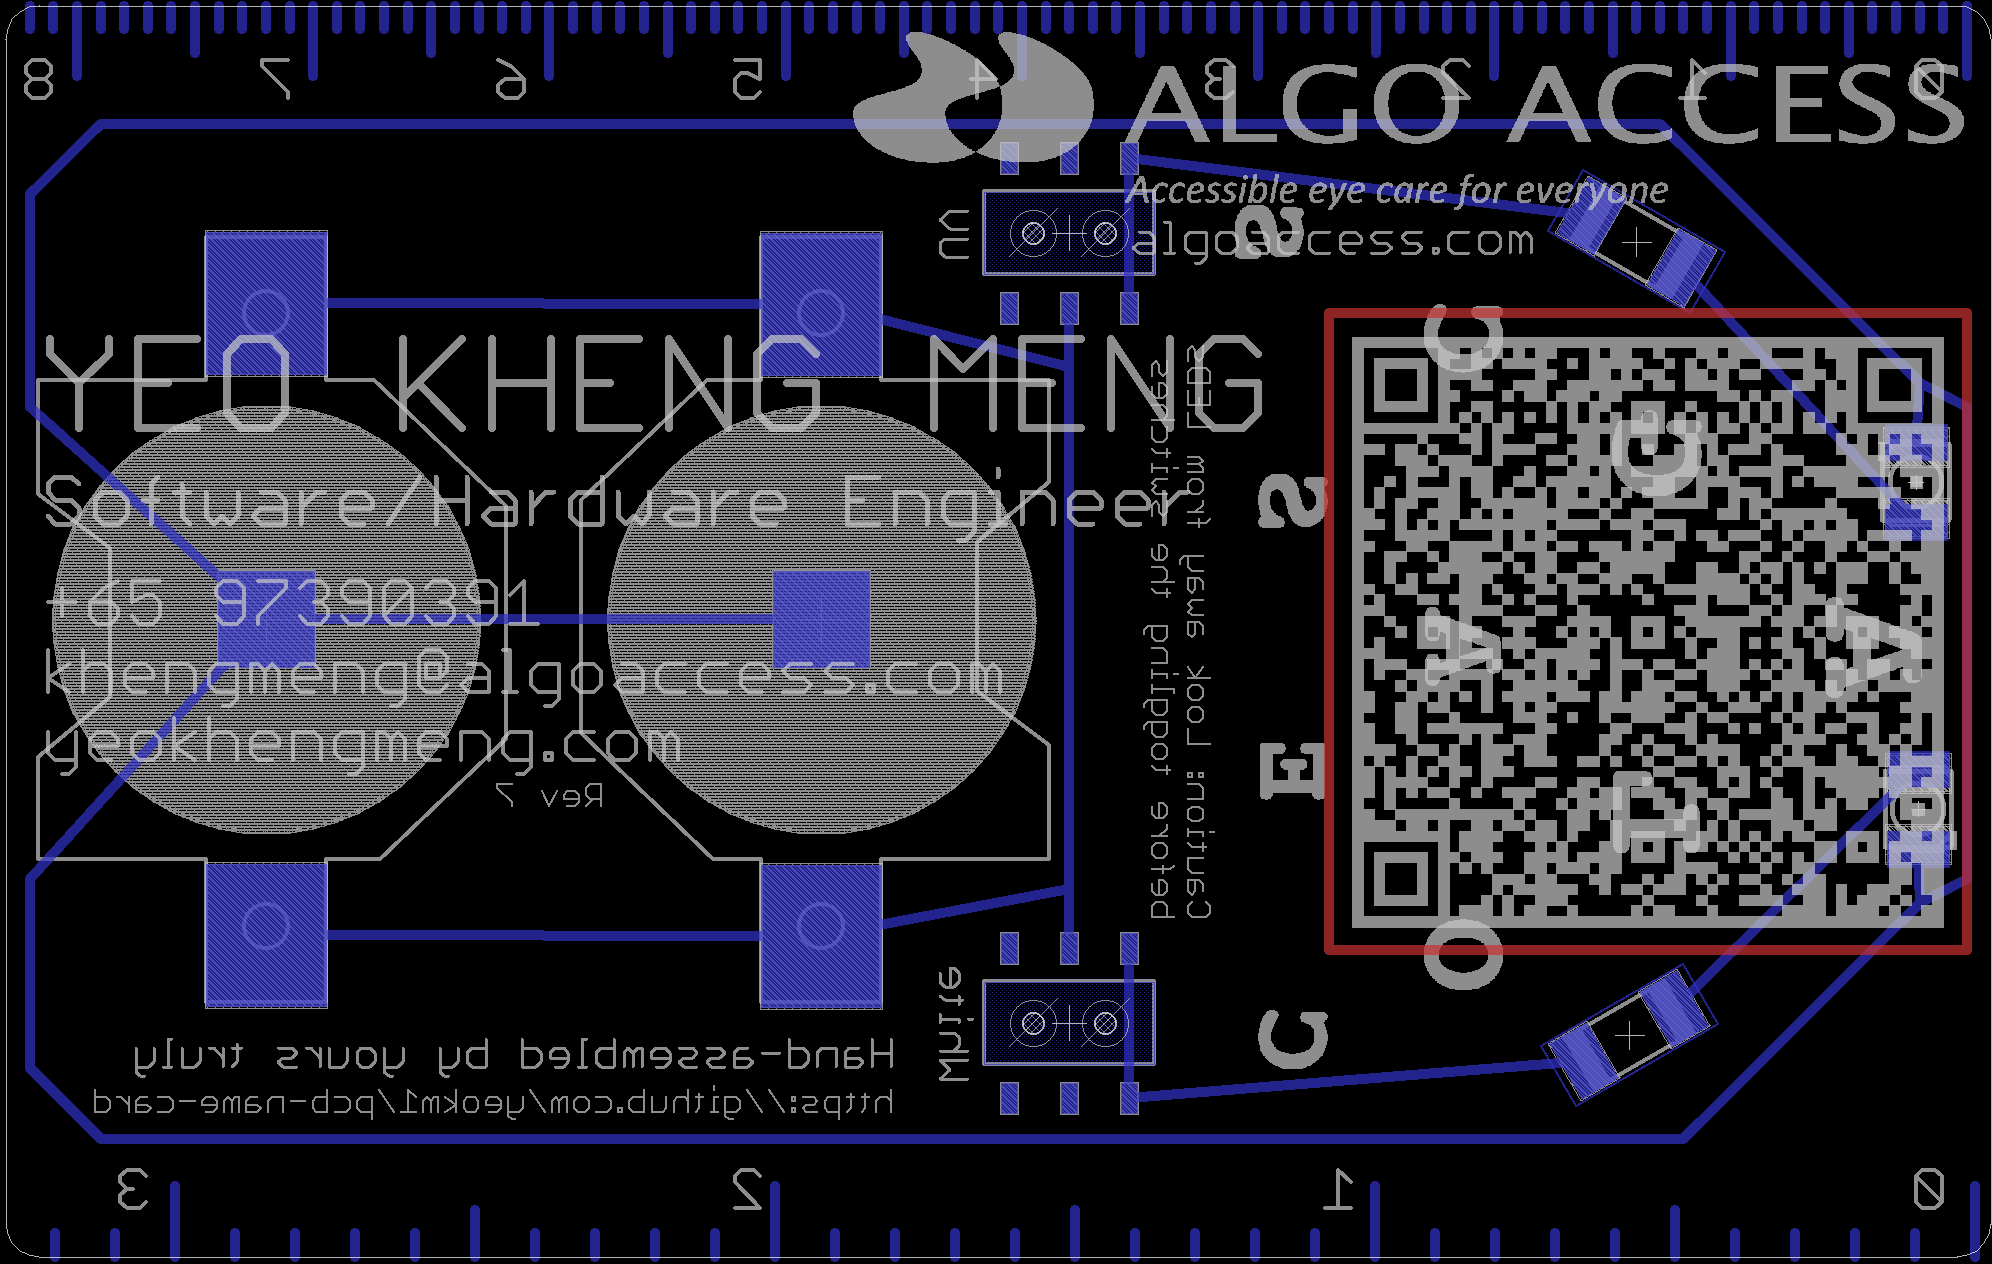 8 7 6 5 4 3 2 1 0
ALGO ACCESS
Accessible eye care for everyone
algoaccess.com
UV
YEO KHENG MENG
Software/Hardware Engineer
+65 97390391
khengmeng@algoaccess.com
yeokhengmeng.com
Rev 7
Caution: Look away from LEDs
before toggling the switches
A
L G
O A C
C E S S
White
Hand-assembled by yours truly
https://github.com/yeokm1/pcb-name-card
3 2 1 0